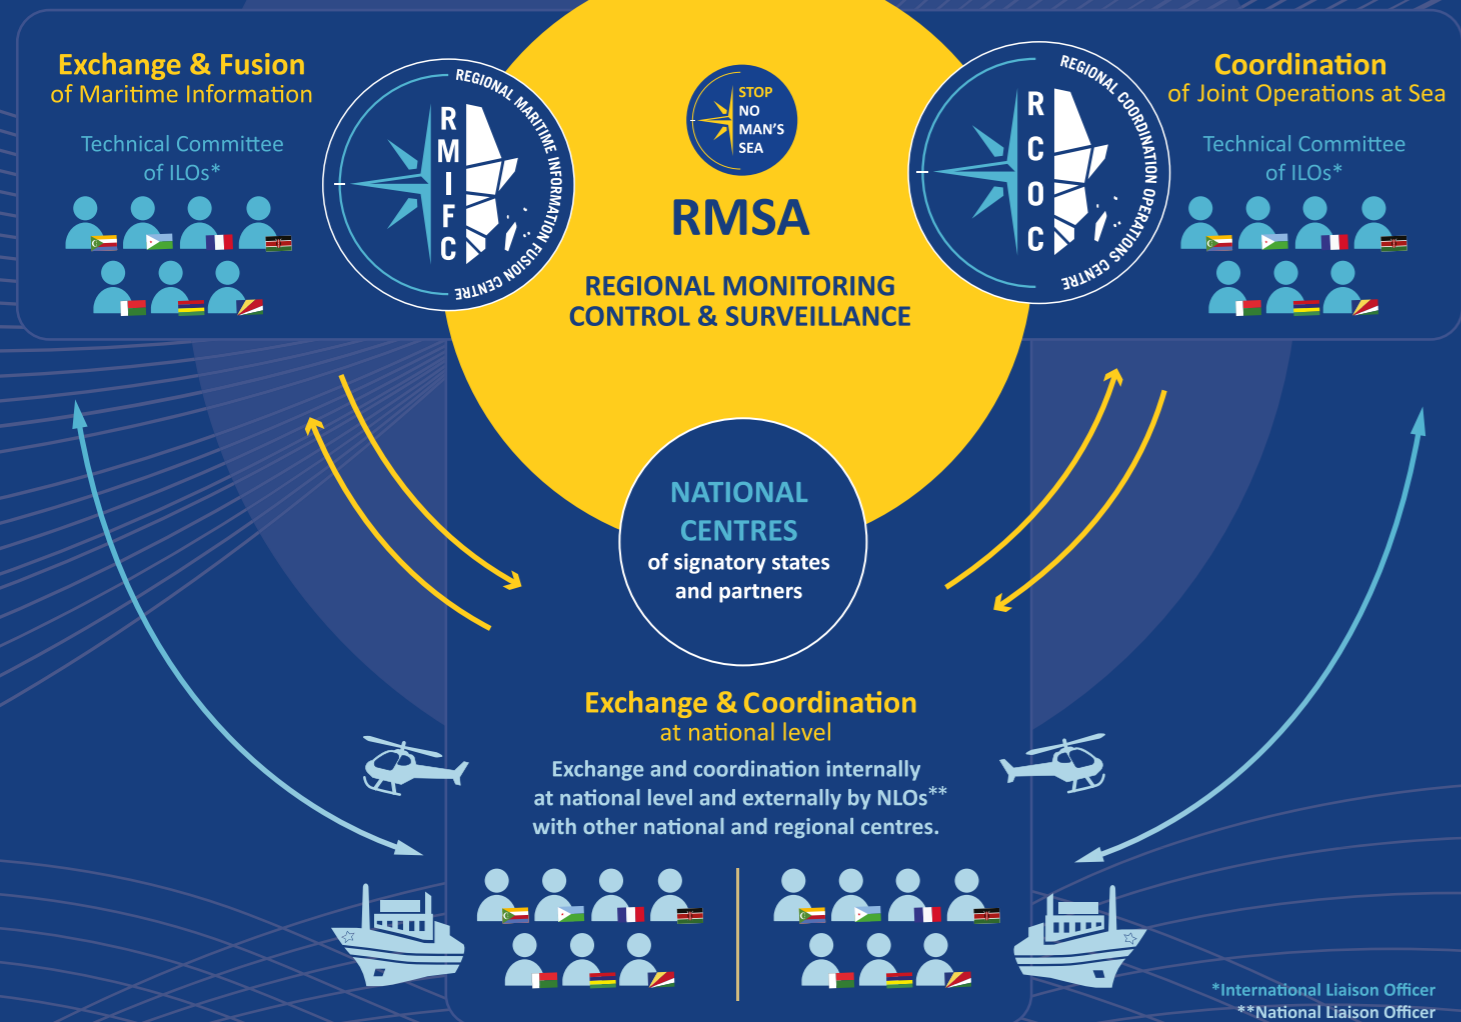 Exchange & Fusion
of Maritime Information
Technical Committee
of ILOs*
R
M
I
F
C
REGIONAL MARITIME INFORMATION FUSION CENTRE
STOP
NO
MAN'S
SEA
RMSA
REGIONAL MONITORING
CONTROL & SURVEILLANCE
R
C
O
C
REGIONAL COORDINATION OPERATIONS CENTRE
Coordination
of Joint Operations at Sea
Technical Committee
of ILOs*
NATIONAL
CENTRES
of signatory states
and partners
Exchange & Coordination
at national level
Exchange and coordination internally
at national level and externally by NLOs**
with other national and regional centres.
*International Liaison Officer
**National Liaison Officer